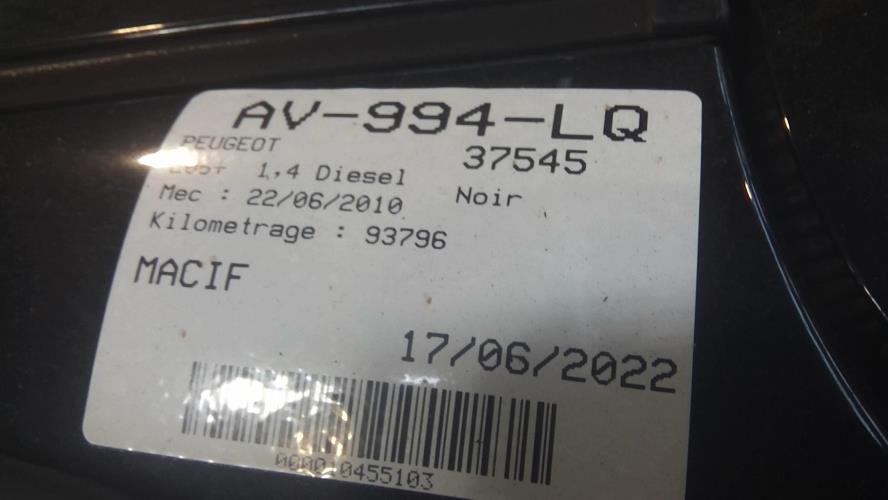 AV-994-LQ
PEUGEOT 37545
1,4 Diesel Noir
Mec : 22/06/2010
Kilometrage : 93796
MACIF
17/06/2022